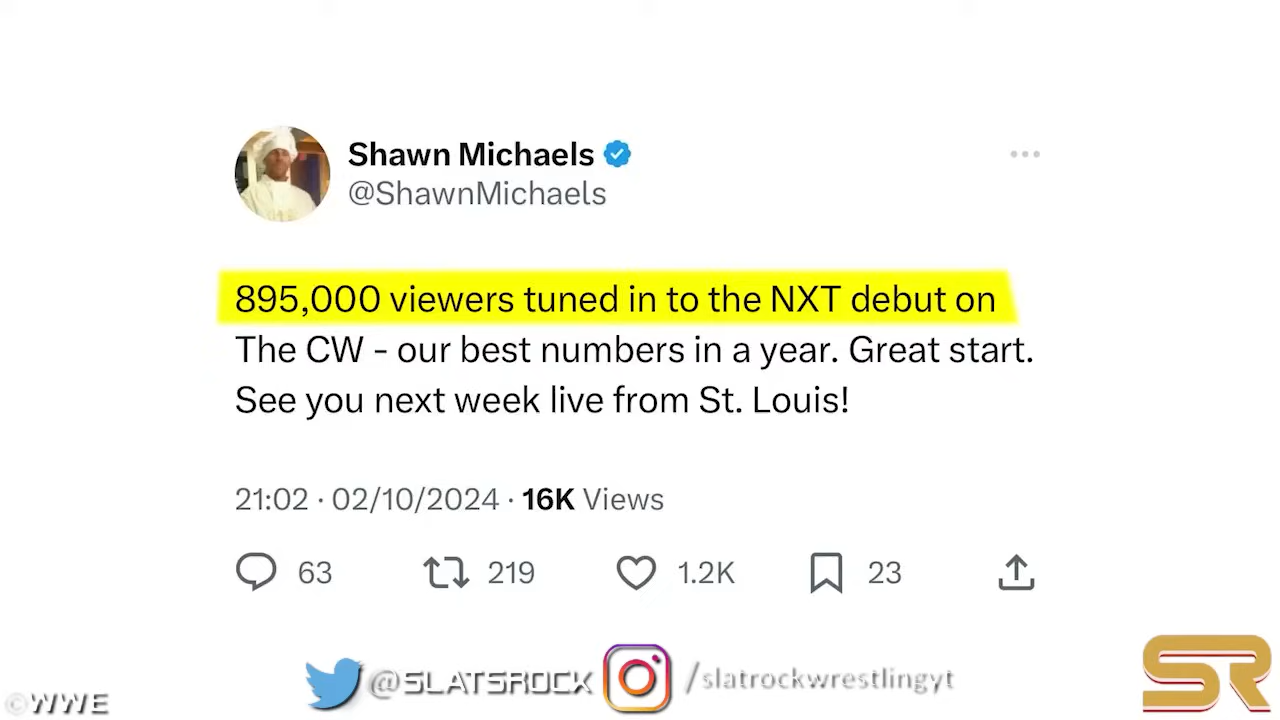 Shawn Michaels
@ShawnMichaels
895,000 viewers tuned in to the NXT debut on
The CW - our best numbers in a year. Great start.
See you next week live from St. Louis!
21:02 · 02/10/2024 · 16K Views
63 219 1.2K 23
@SLATSROCK /slatrockwrestlingyt
SR
©WWE